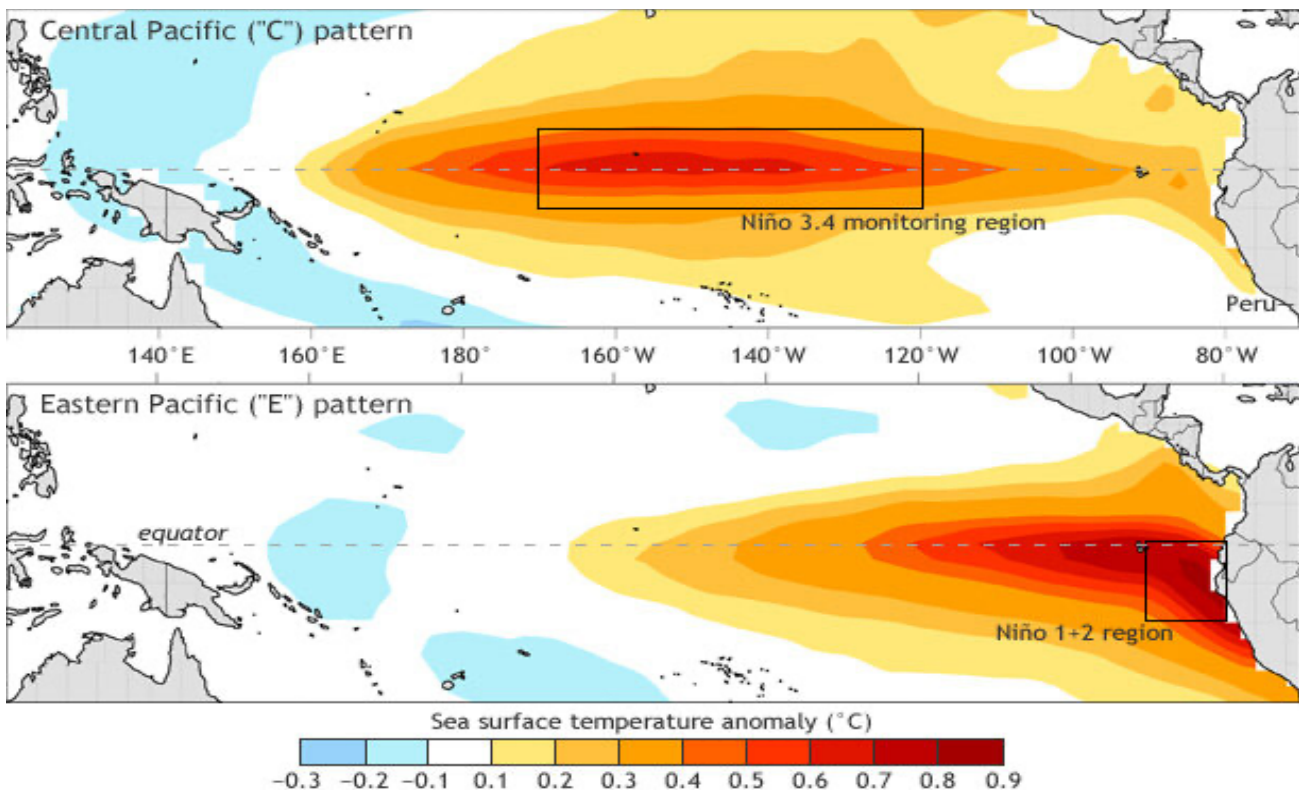 Central Pacific ("C") pattern
Niño 3.4 monitoring region
Peru
140°E 160°E 180° 160°W 140°W 120°W 100°W 80°W
Eastern Pacific ("E") pattern
equator
Niño 1+2 region
Sea surface temperature anomaly (°C)
−0.3 −0.2 −0.1 0.1 0.2 0.3 0.4 0.5 0.6 0.7 0.8 0.9